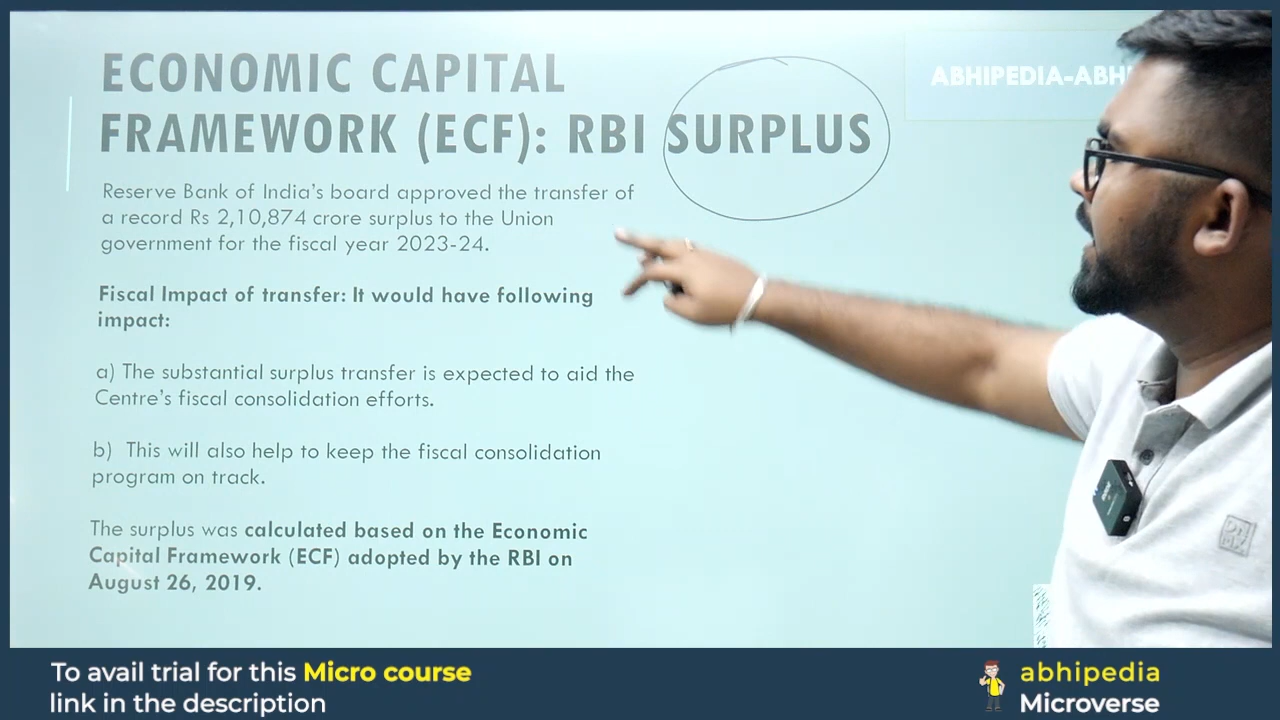 ECONOMIC CAPITAL
FRAMEWORK (ECF): RBI SURPLUS
ABHIPEDIA-ABH
Reserve Bank of India's board approved the transfer of
a record Rs 2,10,874 crore surplus to the Union
government for the fiscal year 2023-24.
Fiscal Impact of transfer: It would have following
impact:
a) The substantial surplus transfer is expected to aid the
Centre's fiscal consolidation efforts.
b) This will also help to keep the fiscal consolidation
program on track.
The surplus was calculated based on the Economic
Capital Framework (ECF) adopted by the RBI on
August 26, 2019.
DNMX
To avail trial for this Micro course
link in the description
abhipedia
Microverse